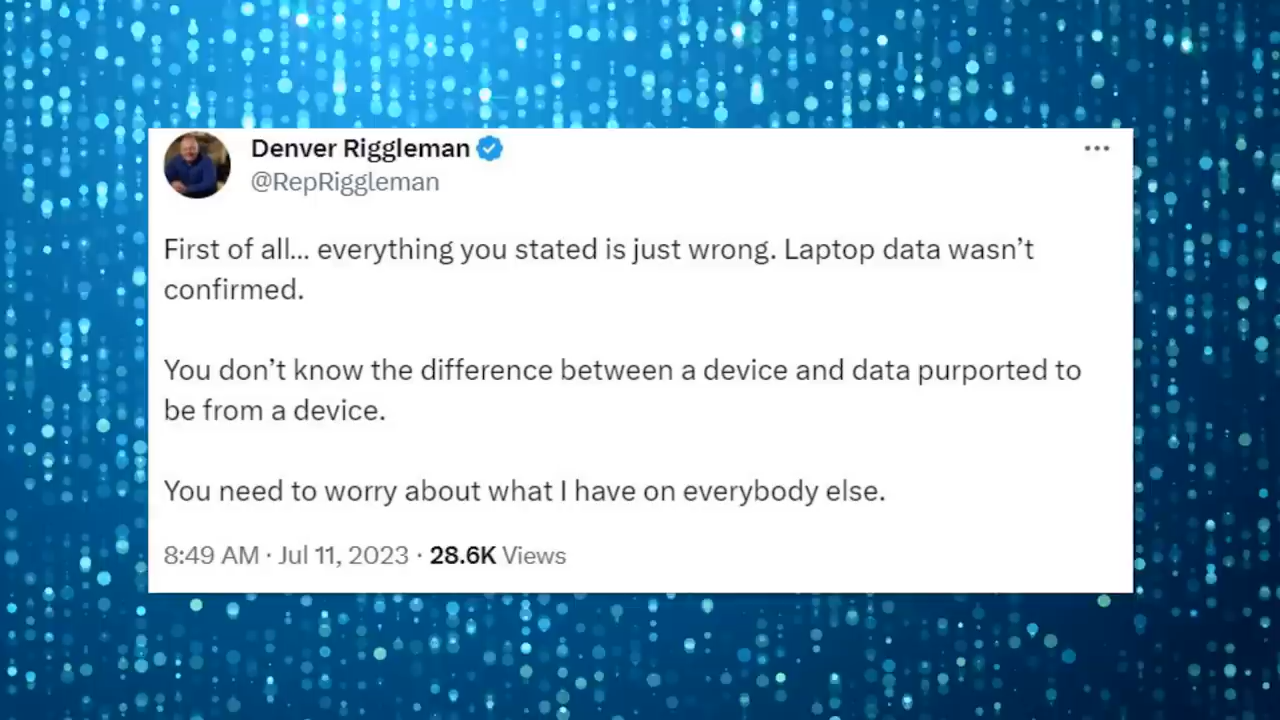 Denver Riggleman
@RepRiggleman
First of all... everything you stated is just wrong. Laptop data wasn’t
confirmed.
You don’t know the difference between a device and data purported to
be from a device.
You need to worry about what I have on everybody else.
8:49 AM · Jul 11, 2023 · 28.6K Views